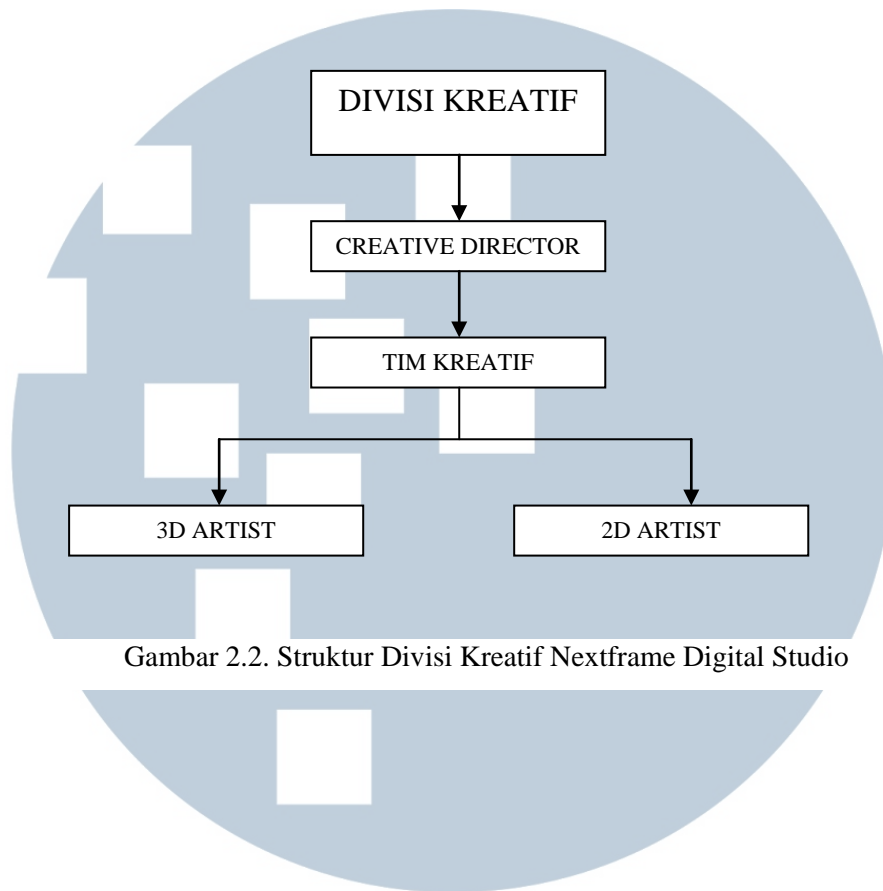 DIVISI KREATIF
CREATIVE DIRECTOR
TIM KREATIF
3D ARTIST
2D ARTIST
Gambar 2.2. Struktur Divisi Kreatif Nextframe Digital Studio